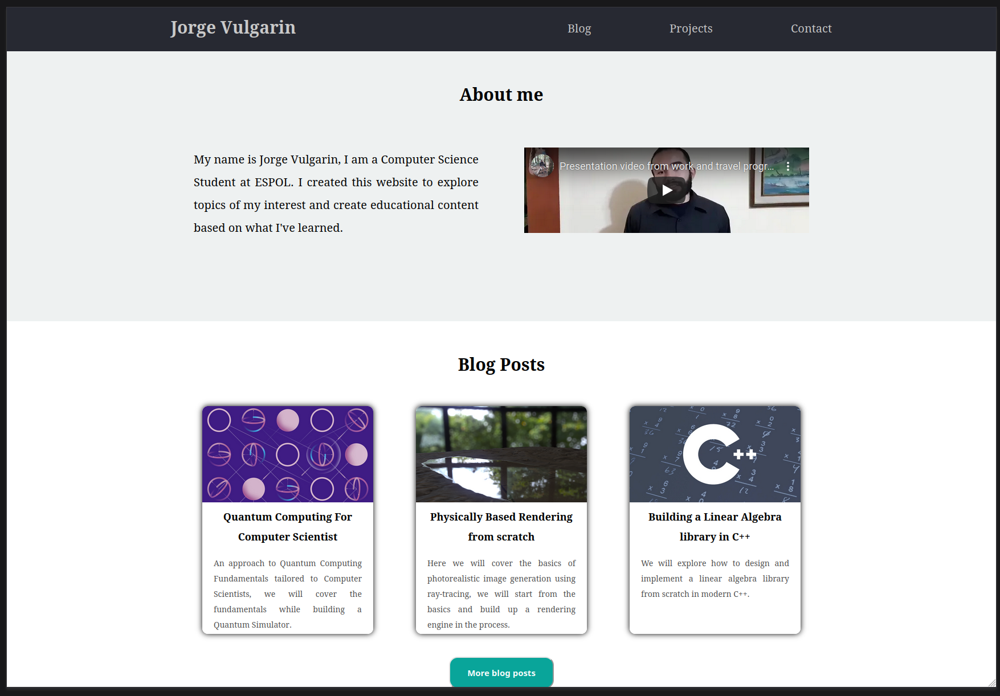 Jorge Vulgarin
Blog
Projects
Contact
About me
My name is Jorge Vulgarin, I am a Computer Science
Student at ESPOL. I created this website to explore
topics of my interest and create educational content
based on what I've learned.
Presentation video from work and travel progr...
Blog Posts
C++
Quantum Computing For
Computer Scientist
An approach to Quantum Computing
Fundamentals tailored to Computer
Scientists, we will cover the
fundamentals while building a
Quantum Simulator.
Physically Based Rendering
from scratch
Here we will cover the basics of
photorealistic image generation using
ray-tracing, we will start from the
basics and build up a rendering
engine in the process.
Building a Linear Algebra
library in C++
We will explore how to design and
implement a linear algebra library
from scratch in modern C++.
More blog posts